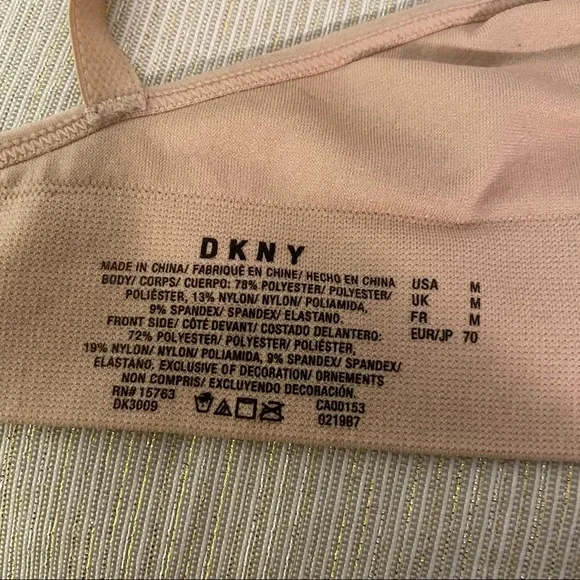 DKNY
MADE IN CHINA/ FABRIQUÉ EN CHINE/ HECHO EN CHINA
BODY/ CORPS/ CUERPO: 78% POLYESTER/ POLYESTER/
POLIÉSTER, 13% NYLON/ NYLON/ POLIAMIDA,
9% SPANDEX/ SPANDEX/ ELASTANO.
FRONT SIDE/ CÔTÉ DEVANT/ COSTADO DELANTERO:
72% POLYESTER/ POLYESTER/ POLIÉSTER,
19% NYLON/ NYLON/ POLIAMIDA, 9% SPANDEX/ SPANDEX/
ELASTANO. EXCLUSIVE OF DECORATION/ ORNEMENTS
NON COMPRIS/ EXCLUYENDO DECORACIÓN.
RN# 15763 CA00153
DK3009 021987
USA M
UK M
FR M
EUR/JP 70